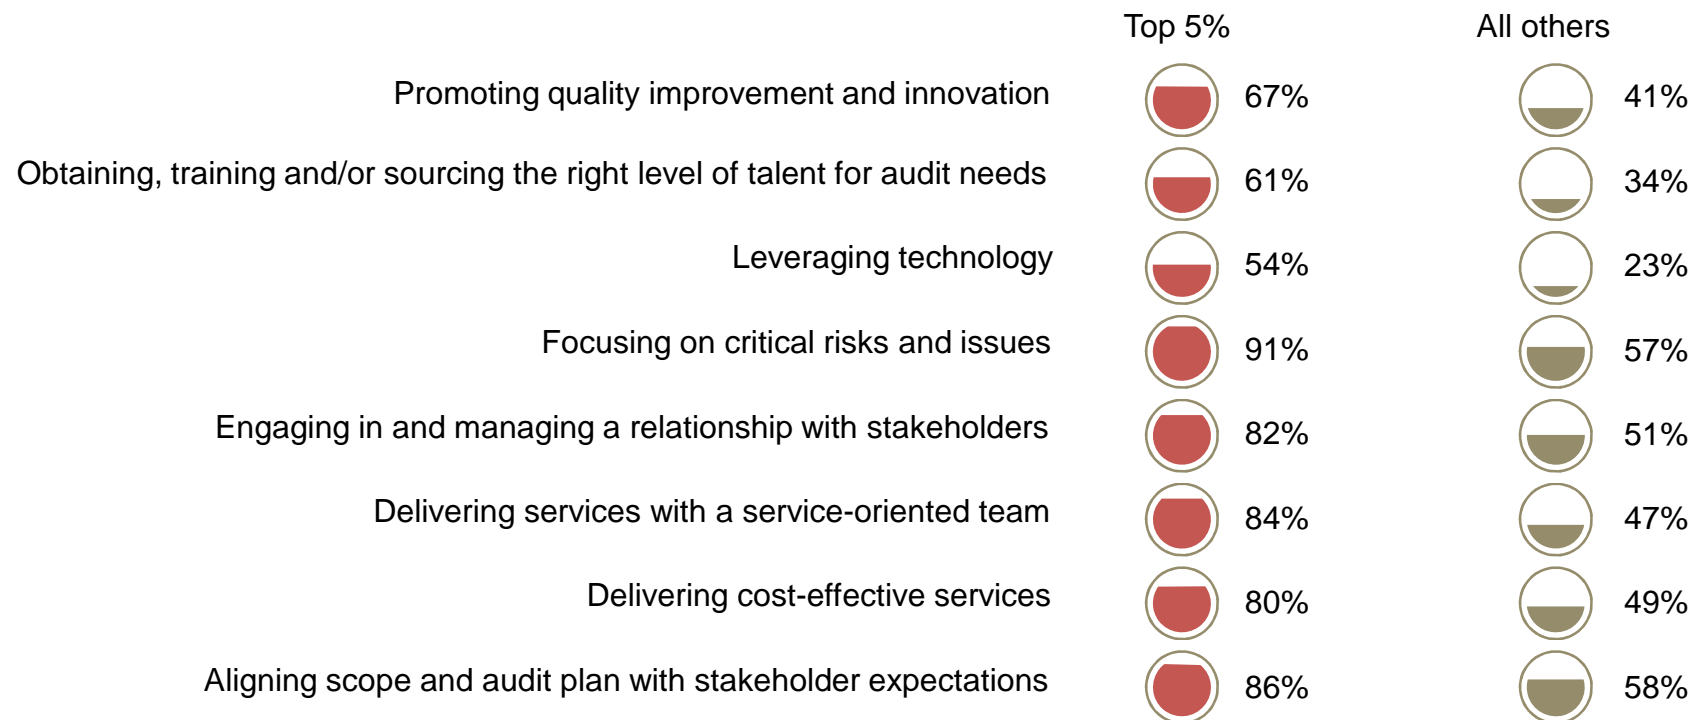 Top 5% All others
Promoting quality improvement and innovation 67% 41%
Obtaining, training and/or sourcing the right level of talent for audit needs 61% 34%
Leveraging technology 54% 23%
Focusing on critical risks and issues 91% 57%
Engaging in and managing a relationship with stakeholders 82% 51%
Delivering services with a service-oriented team 84% 47%
Delivering cost-effective services 80% 49%
Aligning scope and audit plan with stakeholder expectations 86% 58%